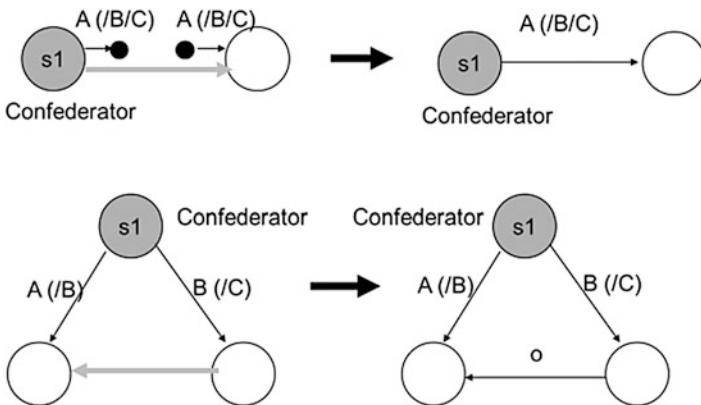 A (/B/C) A (/B/C)
s1
Confederator
A (/B/C)
s1
Confederator
s1
Confederator
A (/B)
B (/C)
Confederator
s1
A (/B)
B (/C)
o